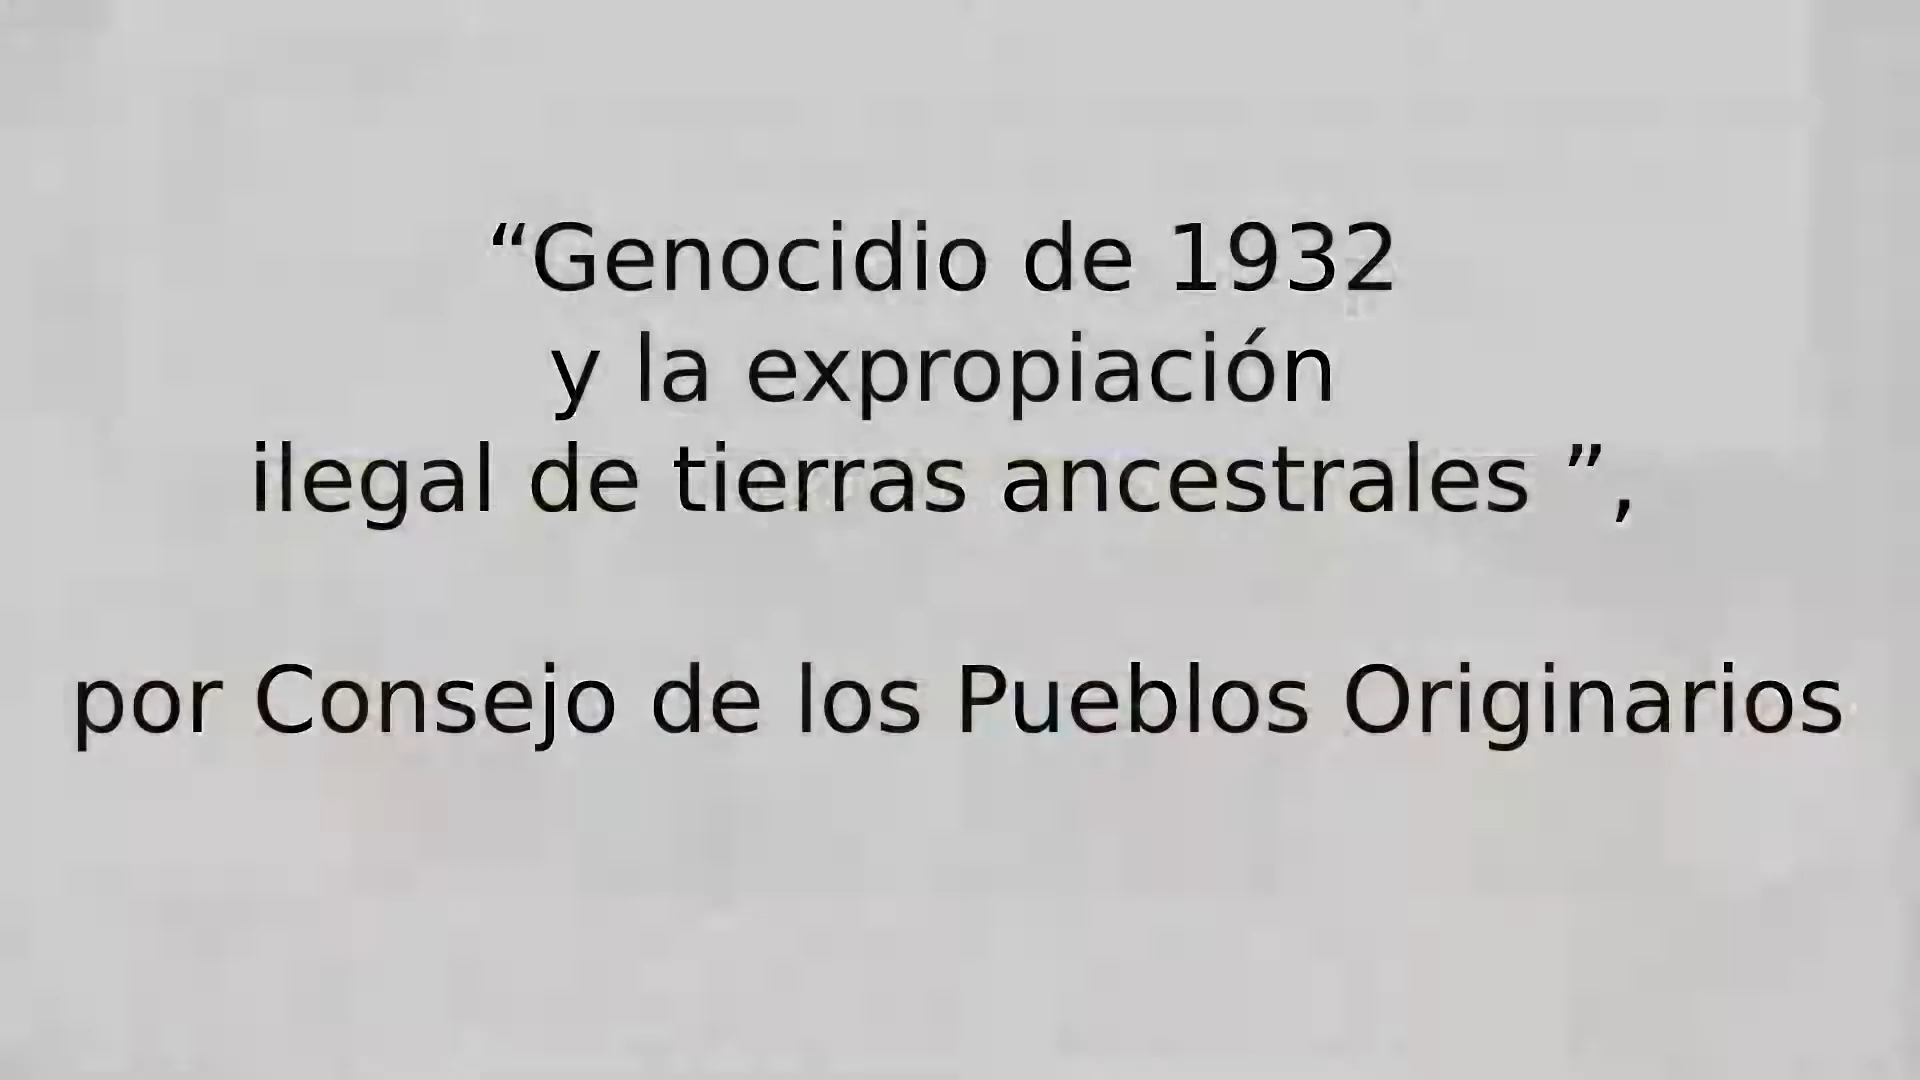 “Genocidio de 1932
y la expropiación
ilegal de tierras ancestrales ”,
por Consejo de los Pueblos Originarios